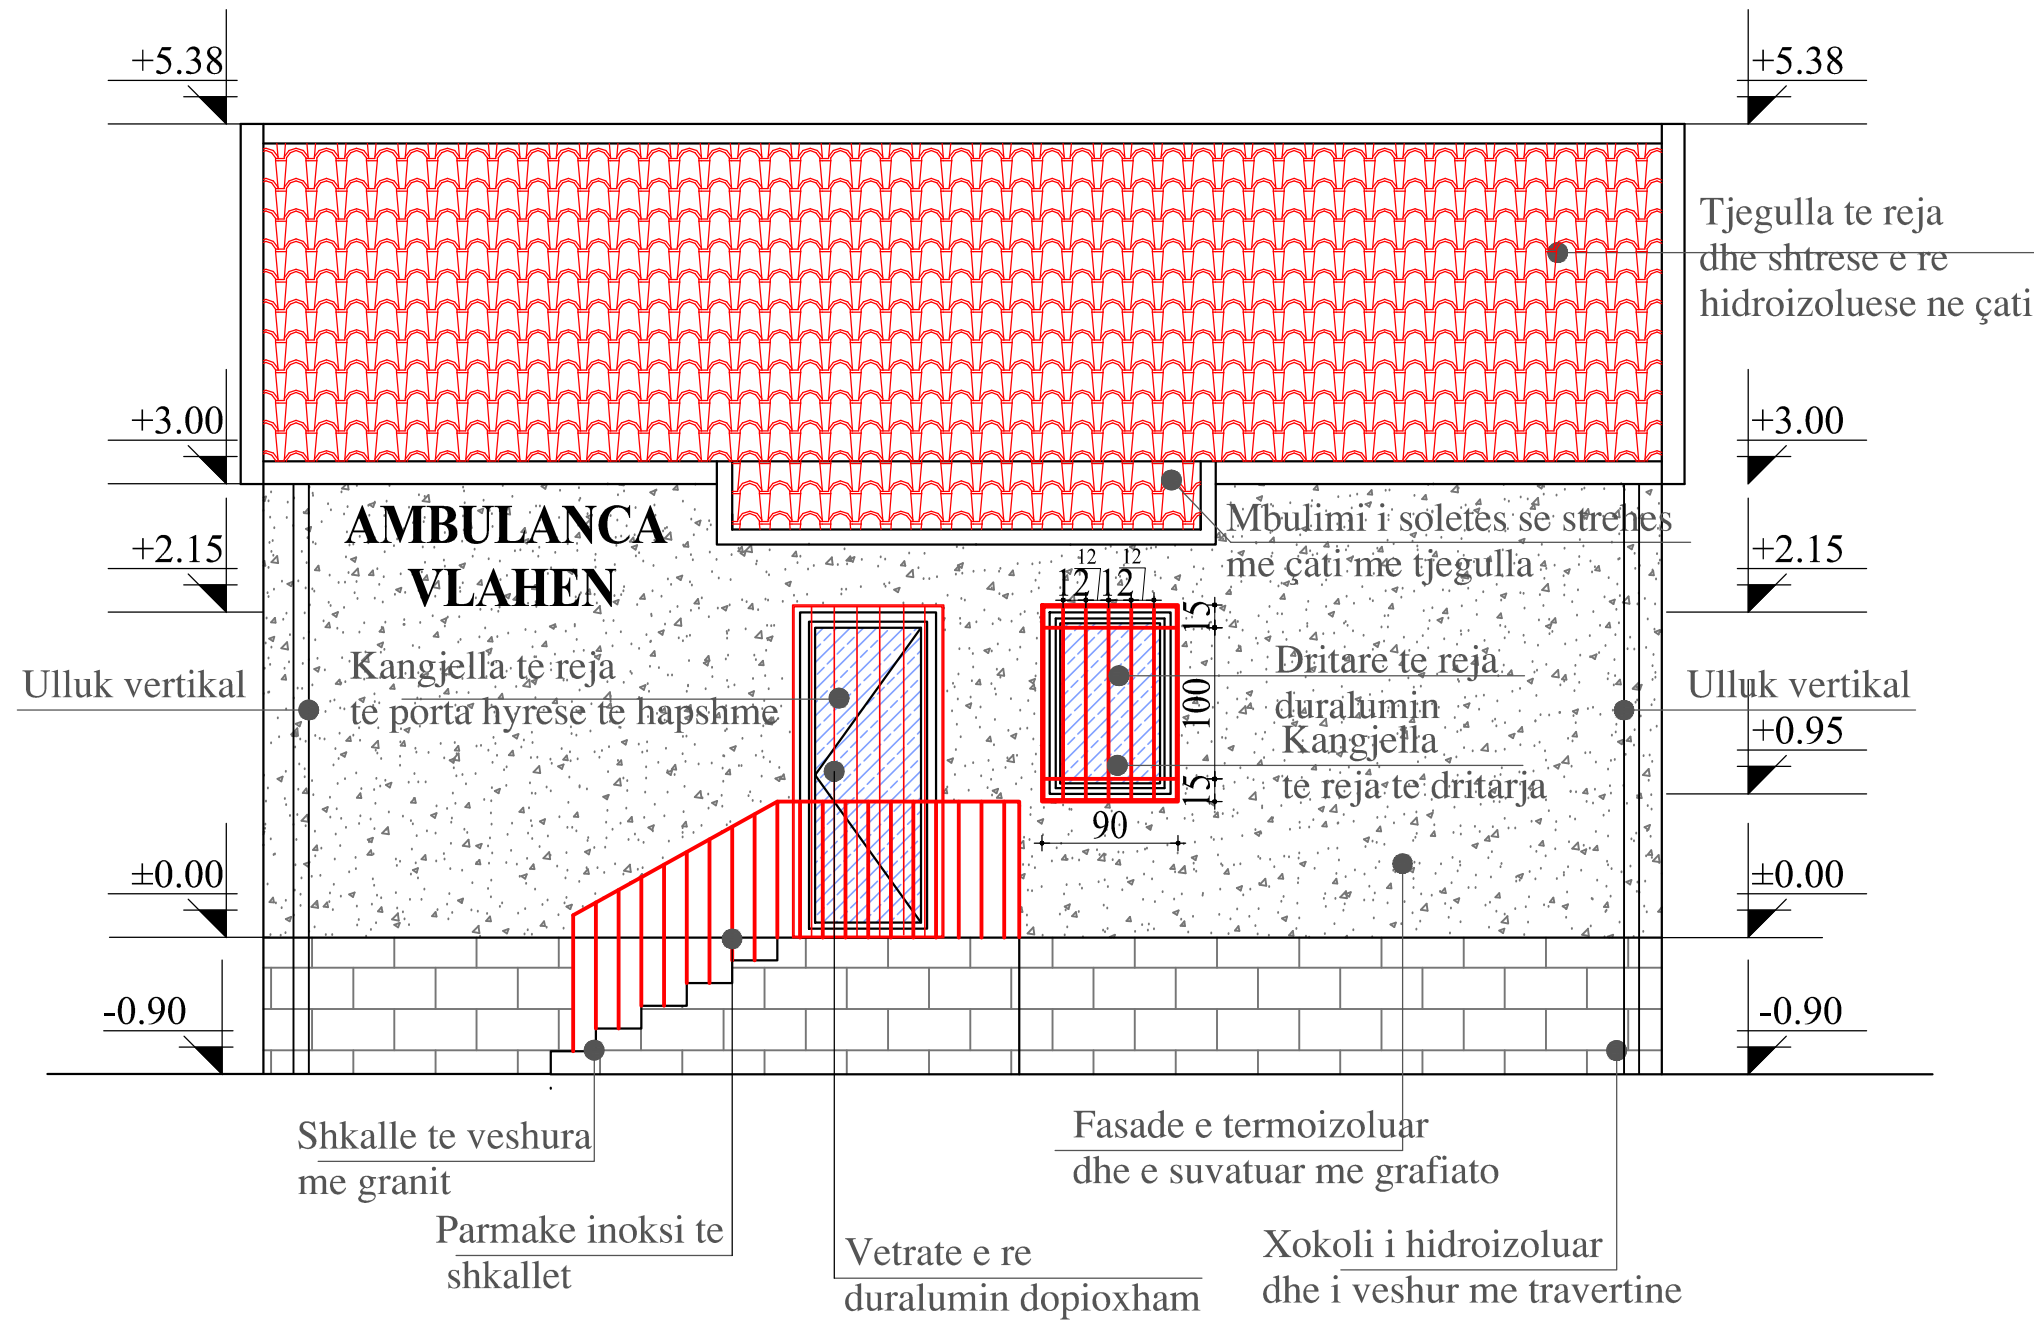 +5.38
+5.38
Tjegulla te reja
dhe shtrese e re
hidroizoluese ne çati
+3.00
+3.00
AMBULANCA
VLAHEN
Mbulimi i soletes se strehes
me çati me tjegulla
+2.15
+2.15
12 12
12 12
15
100
15
90
Kangjella te reja
te porta hyrese te hapshme
Dritare te reja
duralumin
Kangjella
te reja te dritarja
Ulluk vertikal
Ulluk vertikal
+0.95
±0.00
±0.00
-0.90
-0.90
Shkalle te veshura
me granit
Fasade e termoizoluar
dhe e suvatuar me grafiato
Parmake inoksi te
shkallet
Vetrate e re
duralumin dopioxham
Xokoli i hidroizoluar
dhe i veshur me travertine